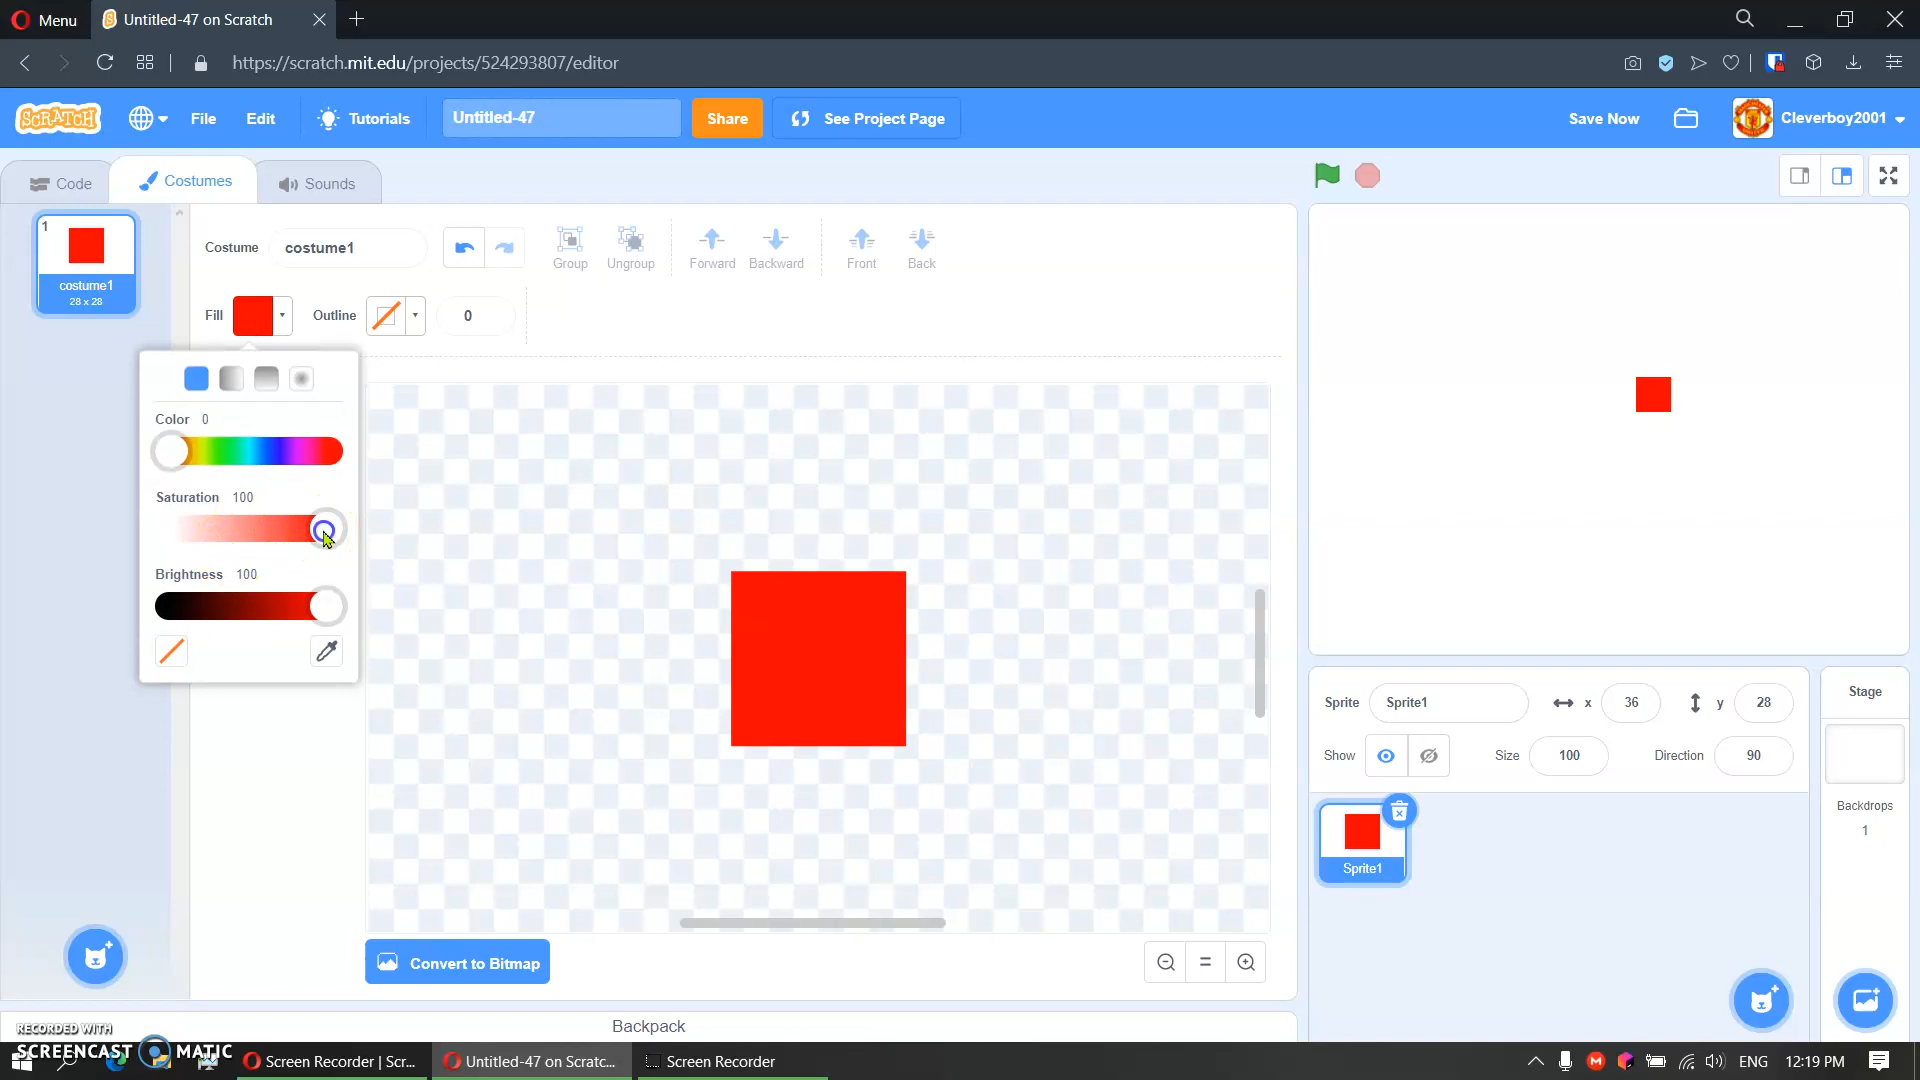 Menu
Untitled-47 on Scratch
https://scratch.mit.edu/projects/524293807/editor
SCRATCH
File
Edit
Tutorials
Untitled-47
Share
See Project Page
Save Now
Cleverboy2001
Code
Costumes
Sounds
1
costume1
28 x 28
Costume
costume1
Group
Ungroup
Forward
Backward
Front
Back
Fill
Outline
0
Color 0
Saturation 100
Brightness 100
Convert to Bitmap
Backpack
Sprite
Sprite1
x
36
y
28
Show
Size
100
Direction
90
Sprite1
Stage
Backdrops
1
RECORDED WITH
SCREENCAST MATIC
Screen Recorder | Scr...
Untitled-47 on Scratc...
Screen Recorder
ENG
12:19 PM